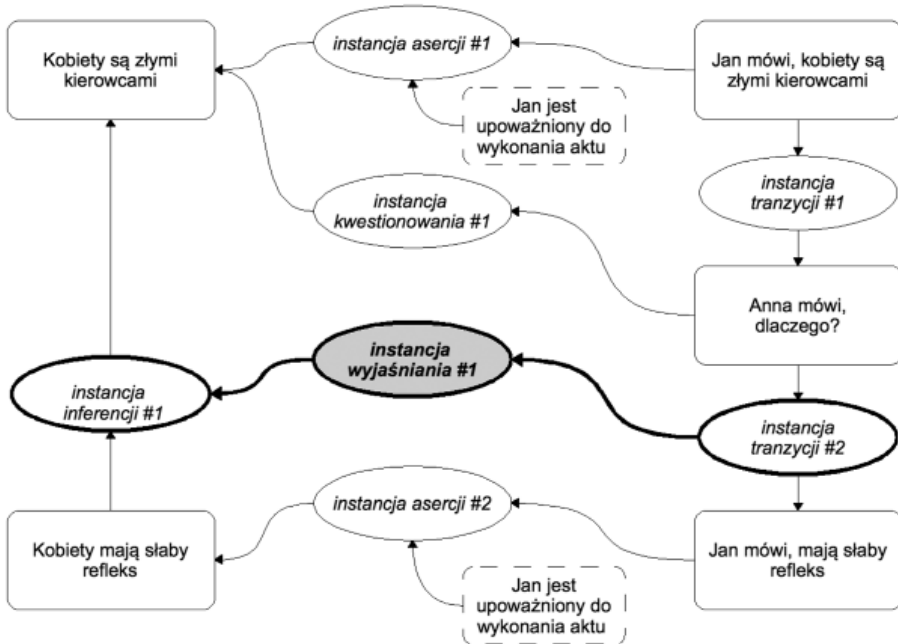 Kobiety są złymi
kierowcami
instancja asercji #1
Jan mówi, kobiety są
złymi kierowcami
Jan jest
upoważniony do
wykonania aktu
instancja
kwestionowania #1
instancja
tranzycji #1
Anna mówi,
dlaczego?
instancja
wyjaśniania #1
instancja
inferencji #1
instancja
tranzycji #2
Kobiety mają słaby
refleks
instancja asercji #2
Jan mówi, mają słaby
refleks
Jan jest
upoważniony do
wykonania aktu